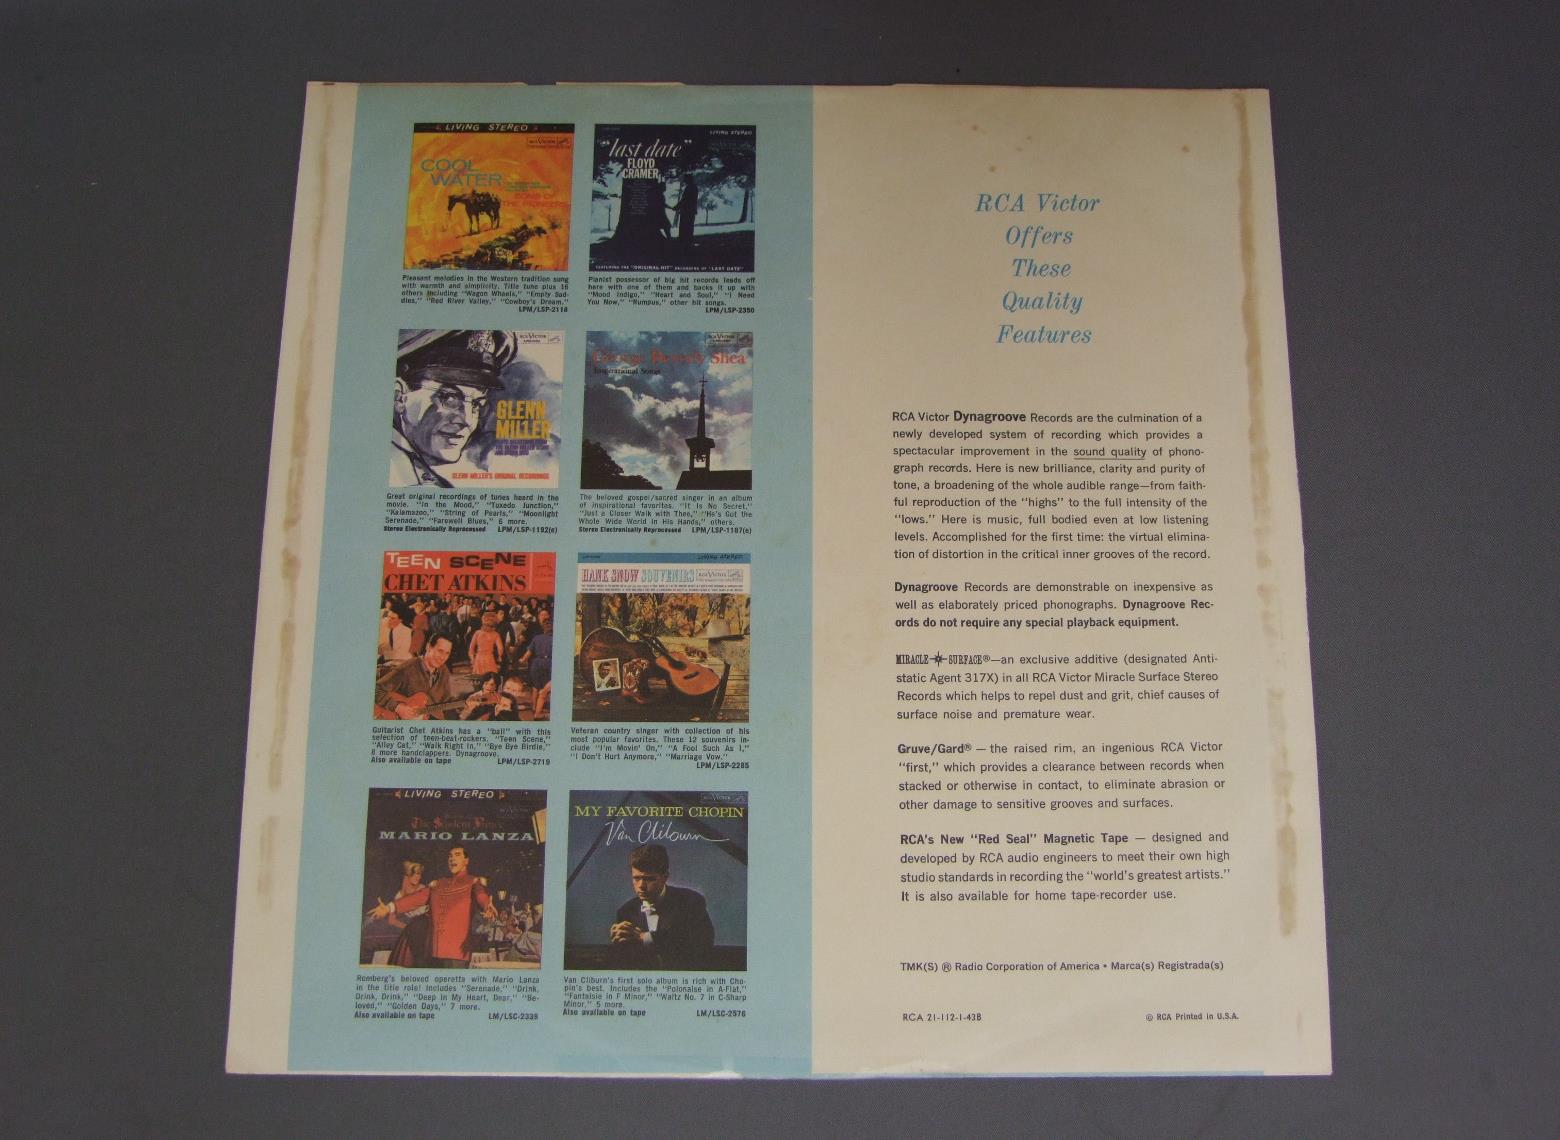 LIVING STEREO
RCA VICTOR
COOL
WATER
SONS OF
THE PIONEERS
Pleasant melodies in the Western tradition sung
with warmth and simplicity. Title tune plus 16
others including "Wagon Wheels," "Empty Sad-
dles," "Red River Valley," "Cowboy's Dream."
LPM/LSP-2118
LIVING STEREO
"last date"
FLOYD
CRAMER
FEATURING THE "ORIGINAL HIT" RECORDING OF "LAST DATE"
Pianist possessor of big hit records leads off
here with one of them and backs it up with
"Mood Indigo," "Heart and Soul," "I Need
You Now," "Rumpus," other hit songs.
LPM/LSP-2350
RCA VICTOR
GLENN
MILLER
GLENN MILLER'S ORIGINAL RECORDINGS
Great original recordings of tunes heard in the
movie. "In the Mood," "Tuxedo Junction,"
"Kalamazoo," "String of Pearls," "Moonlight
Serenade," "Farewell Blues," 6 more.
Stereo Electronically Reprocessed LPM/LSP-1192(e)
RCA VICTOR
George Beverly Shea
Inspirational Songs
The beloved gospel/sacred singer in an album
of inspirational favorites. "It Is No Secret,"
"Just a Closer Walk with Thee," "He's Got the
Whole Wide World in His Hands," others.
Stereo Electronically Reprocessed LPM/LSP-1187(e)
TEEN SCENE
CHET ATKINS
Guitarist Chet Atkins has a "ball" with this
selection of teen-beat-rockers. "Teen Scene,"
"Alley Cat," "Walk Right In," "Bye Bye Birdie,"
8 more handclappers. Dynagroove.
Also available on tape LPM/LSP-2719
LIVING STEREO
HANK SNOW SOUVENIRS
RCA VICTOR
Veteran country singer with collection of his
most popular favorites. These 12 souvenirs in-
clude "I'm Movin' On," "A Fool Such As I,"
"I Don't Hurt Anymore," "Marriage Vow."
LPM/LSP-2285
LIVING STEREO
The Student Prince
MARIO LANZA
Romberg's beloved operetta with Mario Lanza
in the title role! Includes "Serenade," "Drink,
Drink, Drink," "Deep in My Heart, Dear," "Be-
loved," "Golden Days," 7 more.
Also available on tape LM/LSC-2339
RCA VICTOR
MY FAVORITE CHOPIN
Van Cliburn
Van Cliburn's first solo album is rich with Cho-
pin's best. Includes the "Polonaise in A-Flat,"
"Fantaisie in F Minor," "Waltz No. 7 in C-Sharp
Minor," 5 more.
Also available on tape LM/LSC-2576
RCA Victor
Offers
These
Quality
Features
RCA Victor Dynagroove Records are the culmination of a
newly developed system of recording which provides a
spectacular improvement in the sound quality of phono-
graph records. Here is new brilliance, clarity and purity of
tone, a broadening of the whole audible range—from faith-
ful reproduction of the "highs" to the full intensity of the
"lows." Here is music, full bodied even at low listening
levels. Accomplished for the first time: the virtual elimina-
tion of distortion in the critical inner grooves of the record.
Dynagroove Records are demonstrable on inexpensive as
well as elaborately priced phonographs. Dynagroove Rec-
ords do not require any special playback equipment.
MIRACLE SURFACE®—an exclusive additive (designated Anti-
static Agent 317X) in all RCA Victor Miracle Surface Stereo
Records which helps to repel dust and grit, chief causes of
surface noise and premature wear.
Gruve/Gard® — the raised rim, an ingenious RCA Victor
"first," which provides a clearance between records when
stacked or otherwise in contact, to eliminate abrasion or
other damage to sensitive grooves and surfaces.
RCA's New "Red Seal" Magnetic Tape — designed and
developed by RCA audio engineers to meet their own high
studio standards in recording the "world's greatest artists."
It is also available for home tape-recorder use.
TMK(S) ® Radio Corporation of America • Marca(s) Registrada(s)
RCA 21-112-1-43B
© RCA Printed in U.S.A.